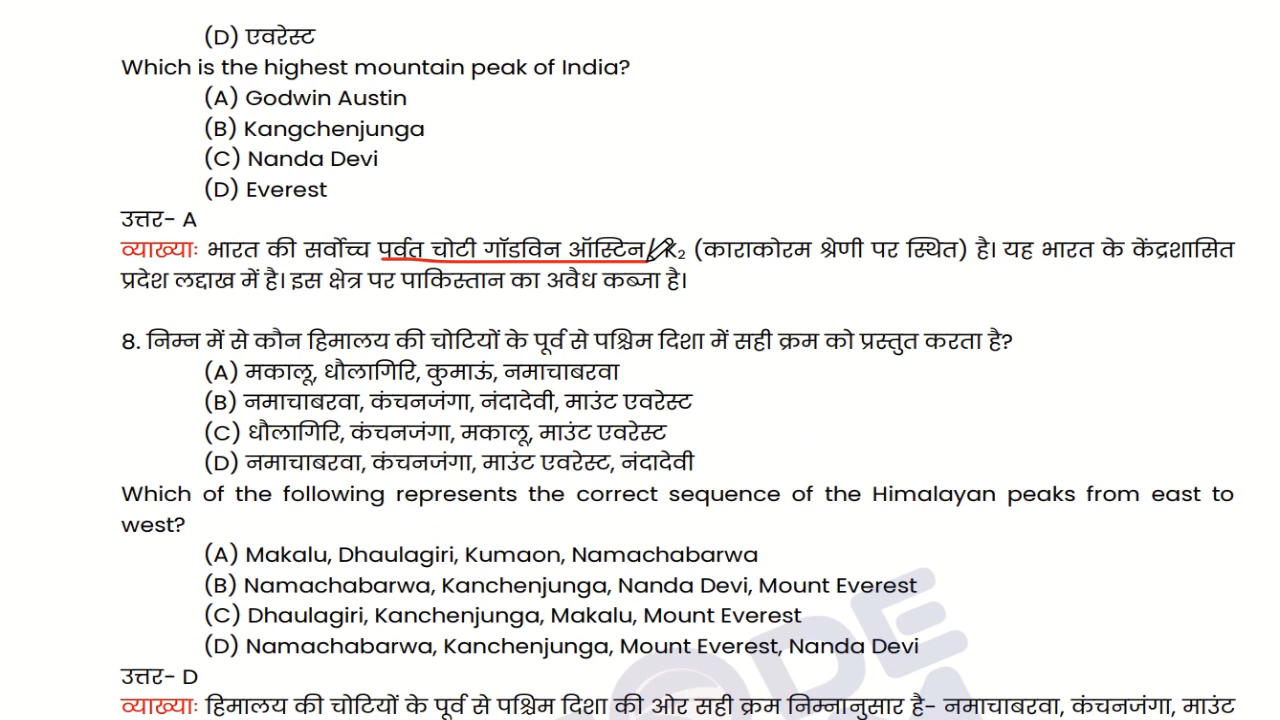 (D) एवरेस्ट
Which is the highest mountain peak of India?
(A) Godwin Austin
(B) Kangchenjunga
(C) Nanda Devi
(D) Everest
उत्तर- A
व्याख्याः भारत की सर्वोच्च पर्वत चोटी गॉडविन ऑस्टिन/K₂ (काराकोरम श्रेणी पर स्थित) है। यह भारत के केंद्रशासित
प्रदेश लद्दाख में है। इस क्षेत्र पर पाकिस्तान का अवैध कब्जा है।
8. निम्न में से कौन हिमालय की चोटियों के पूर्व से पश्चिम दिशा में सही क्रम को प्रस्तुत करता है?
(A) मकालू, धौलागिरि, कुमाऊं, नमाचाबरवा
(B) नमाचाबरवा, कंचनजंगा, नंदादेवी, माउंट एवरेस्ट
(C) धौलागिरि, कंचनजंगा, मकालू, माउंट एवरेस्ट
(D) नमाचाबरवा, कंचनजंगा, माउंट एवरेस्ट, नंदादेवी
Which of the following represents the correct sequence of the Himalayan peaks from east to
west?
(A) Makalu, Dhaulagiri, Kumaon, Namachabarwa
(B) Namachabarwa, Kanchenjunga, Nanda Devi, Mount Everest
(C) Dhaulagiri, Kanchenjunga, Makalu, Mount Everest
(D) Namachabarwa, Kanchenjunga, Mount Everest, Nanda Devi
उत्तर- D
व्याख्याः हिमालय की चोटियों के पूर्व से पश्चिम दिशा की ओर सही क्रम निम्नानुसार है- नमाचाबरवा, कंचनजंगा, माउंट